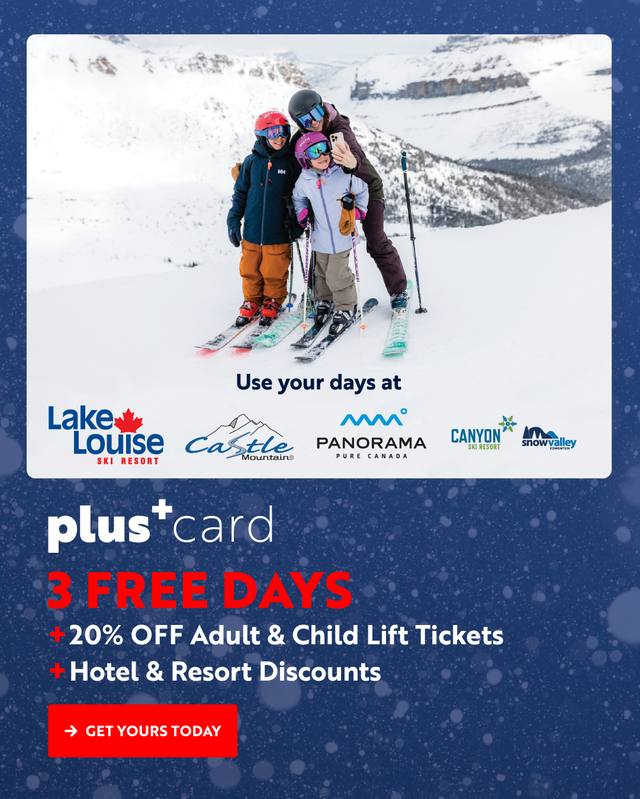 Use your days at
Lake
Louise
SKI RESORT
Castle
Mountain®
PANORAMA
PURE CANADA
CANYON
SKI RESORT
snowvalley
EDMONTON
plus+card
3 FREE DAYS
+20% OFF Adult & Child Lift Tickets
+Hotel & Resort Discounts
→ GET YOURS TODAY